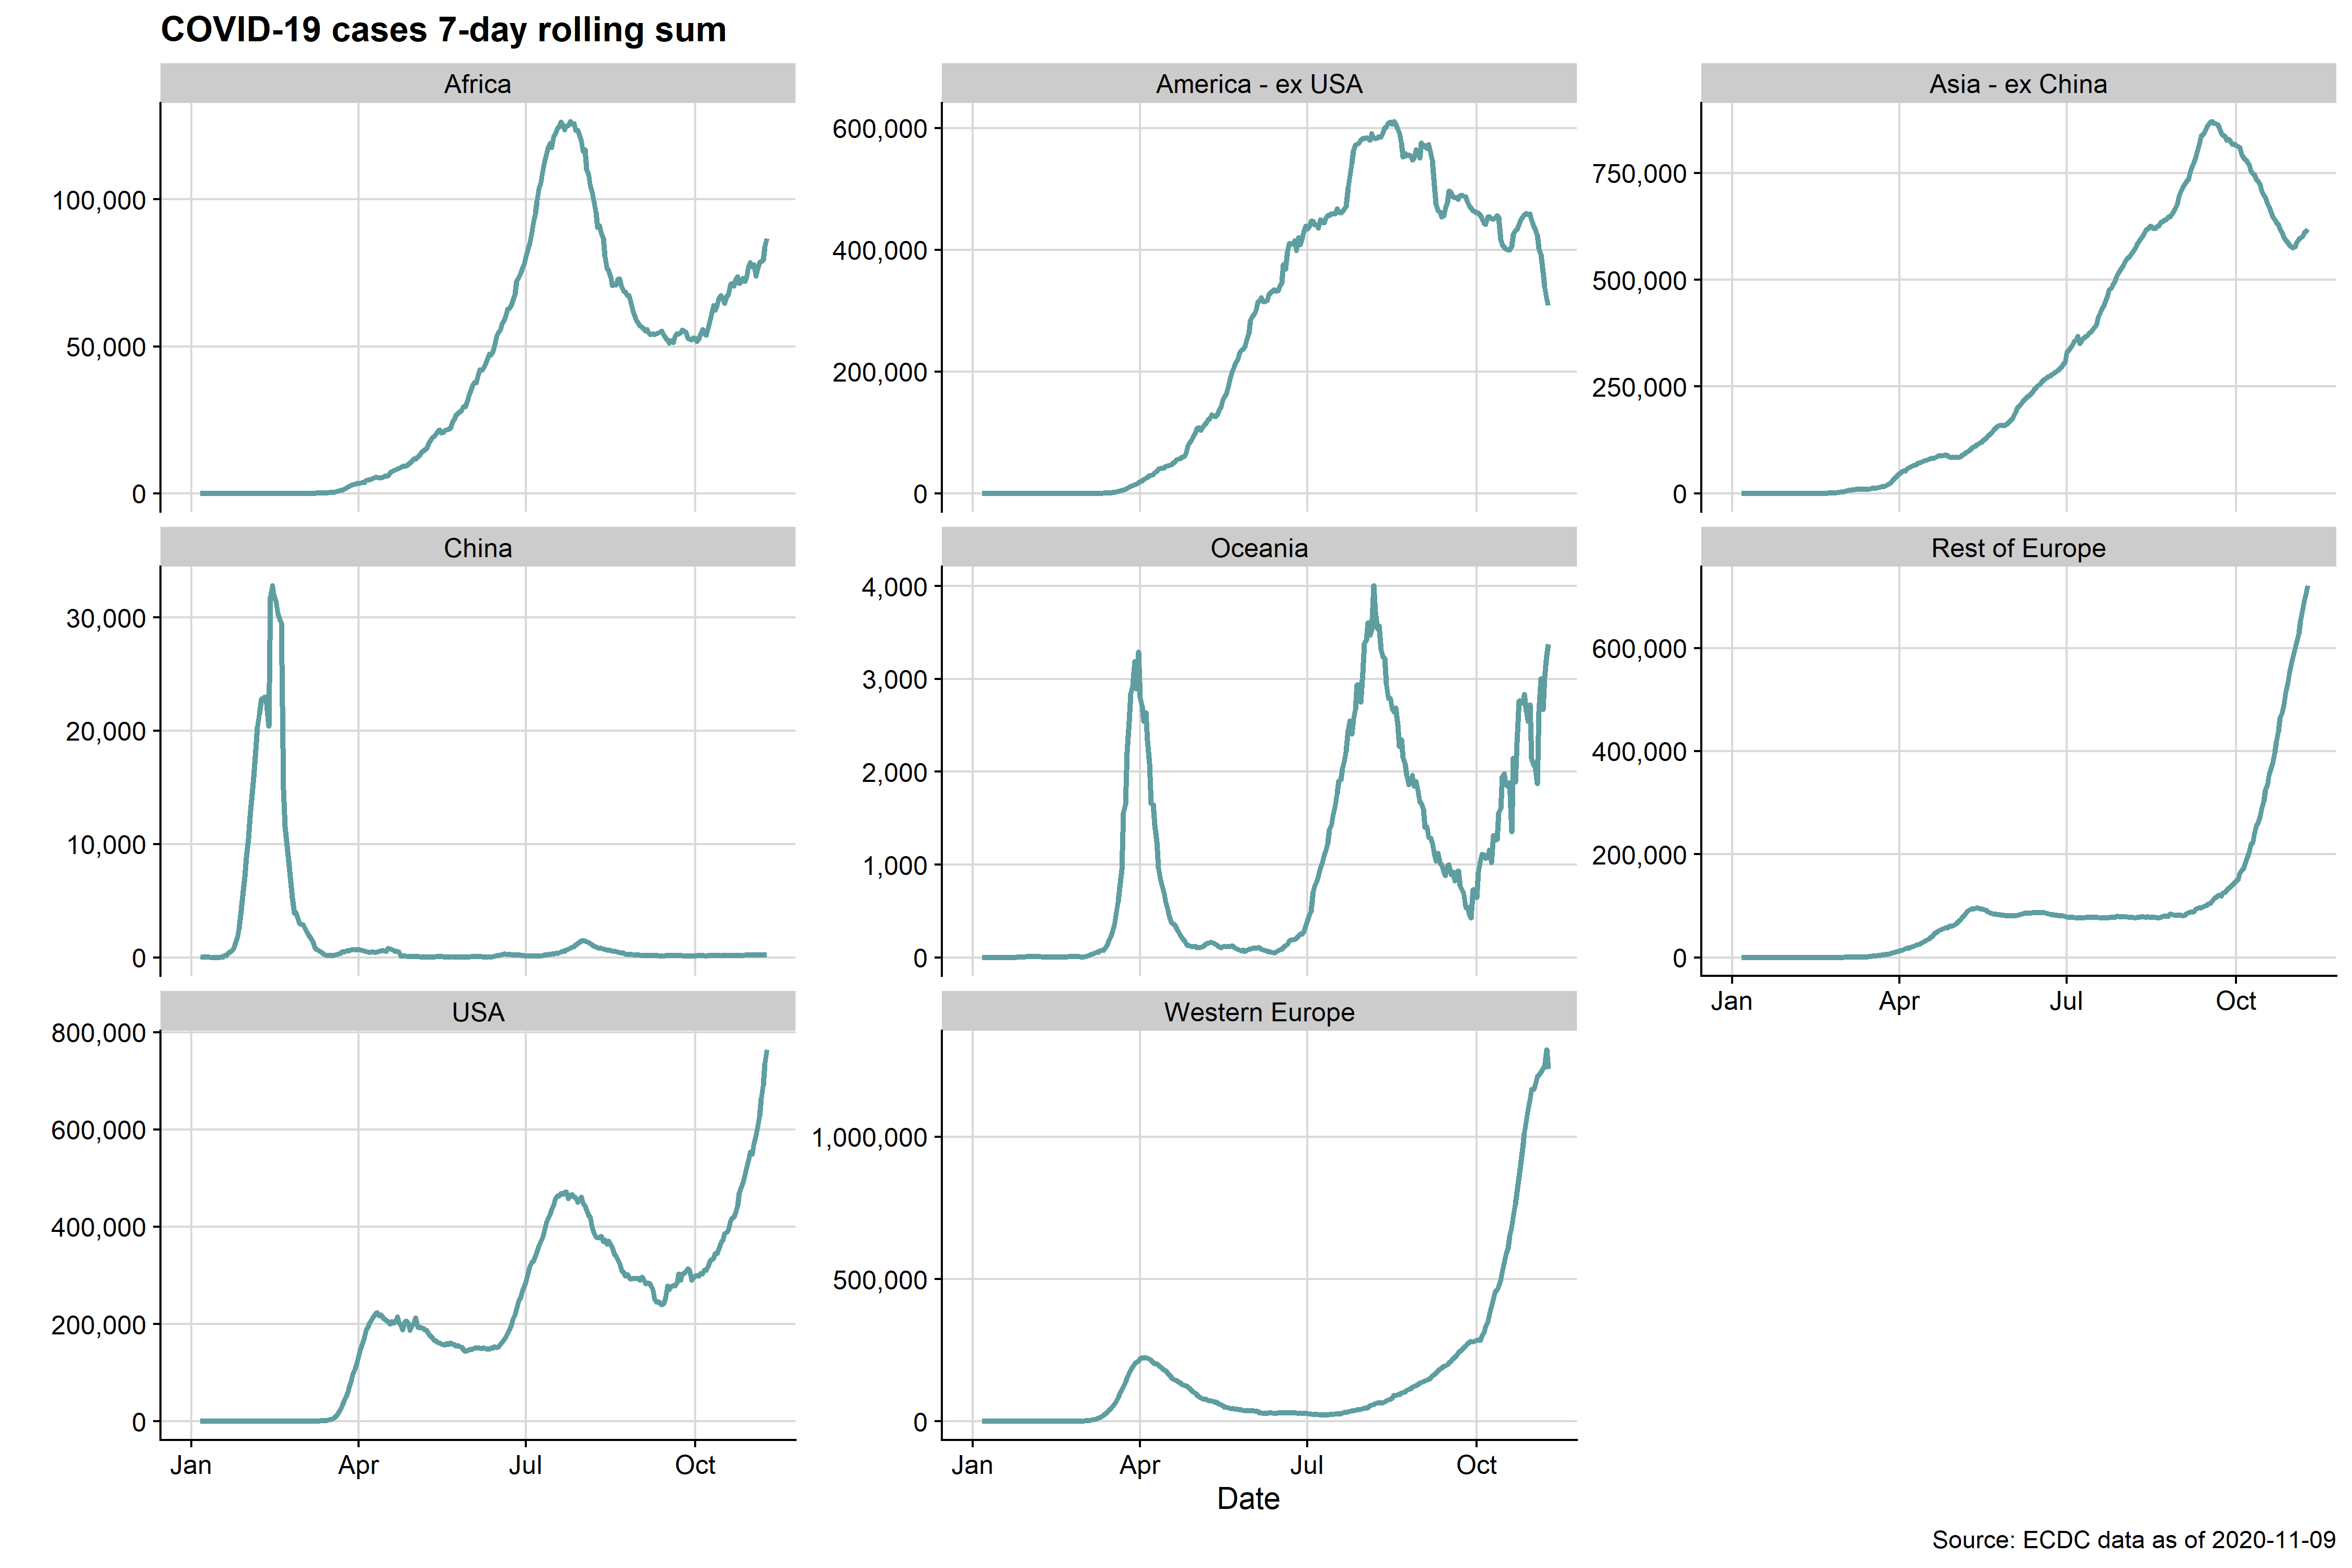 COVID-19 cases 7-day rolling sum
Africa
America - ex USA
Asia - ex China
100,000
50,000
0
600,000
400,000
200,000
0
750,000
500,000
250,000
0
China
Oceania
Rest of Europe
30,000
20,000
10,000
0
4,000
3,000
2,000
1,000
0
600,000
400,000
200,000
0
Jan Apr Jul Oct
USA
Western Europe
800,000
600,000
400,000
200,000
0
1,000,000
500,000
0
Jan Apr Jul Oct
Jan Apr Jul Oct
Date
Source: ECDC data as of 2020-11-09